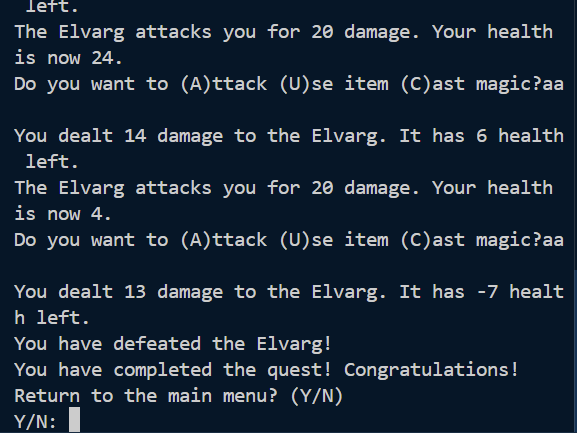 left.
The Elvarg attacks you for 20 damage. Your health
is now 24.
Do you want to (A)ttack (U)se item (C)ast magic?aa
You dealt 14 damage to the Elvarg. It has 6 health
left.
The Elvarg attacks you for 20 damage. Your health
is now 4.
Do you want to (A)ttack (U)se item (C)ast magic?aa
You dealt 13 damage to the Elvarg. It has -7 healt
h left.
You have defeated the Elvarg!
You have completed the quest! Congratulations!
Return to the main menu? (Y/N)
Y/N: